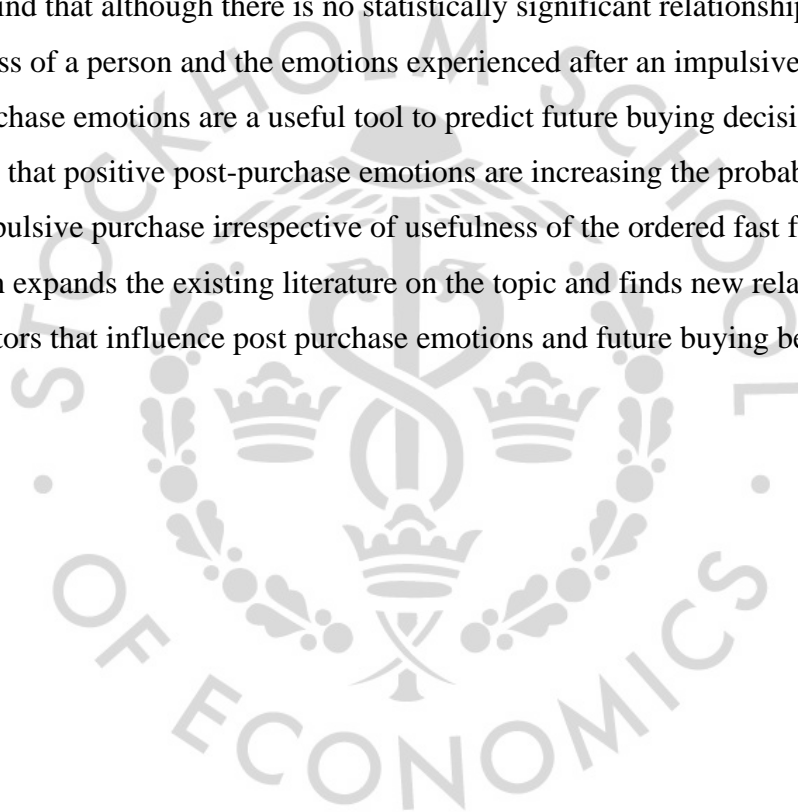 ind that although there is no statistically significant relationship
ss of a person and the emotions experienced after an impulsive
chase emotions are a useful tool to predict future buying decisi
that positive post-purchase emotions are increasing the probab
pulsive purchase irrespective of usefulness of the ordered fast f
n expands the existing literature on the topic and finds new rela
tors that influence post purchase emotions and future buying be
STOCKHOLM SCHOOL
· OF ECONOMICS ·